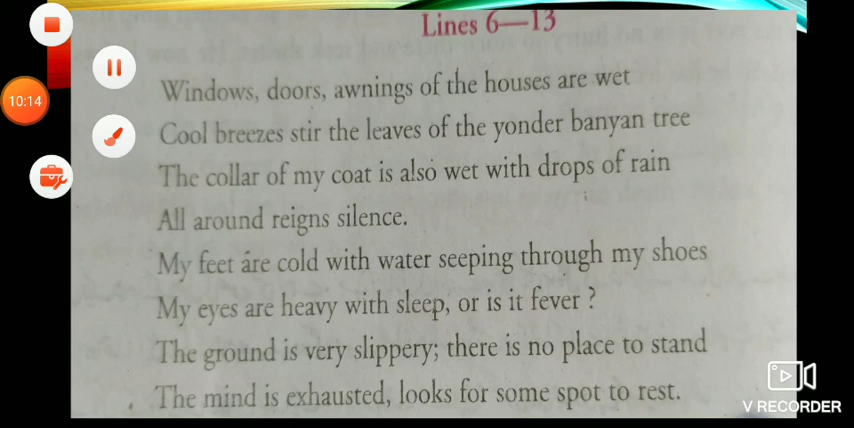 Lines 6—13
10:14
Windows, doors, awnings of the houses are wet
Cool breezes stir the leaves of the yonder banyan tree
The collar of my coat is also wet with drops of rain
All around reigns silence.
My feet are cold with water seeping through my shoes
My eyes are heavy with sleep, or is it fever ?
The ground is very slippery; there is no place to stand
The mind is exhausted, looks for some spot to rest.
V RECORDER